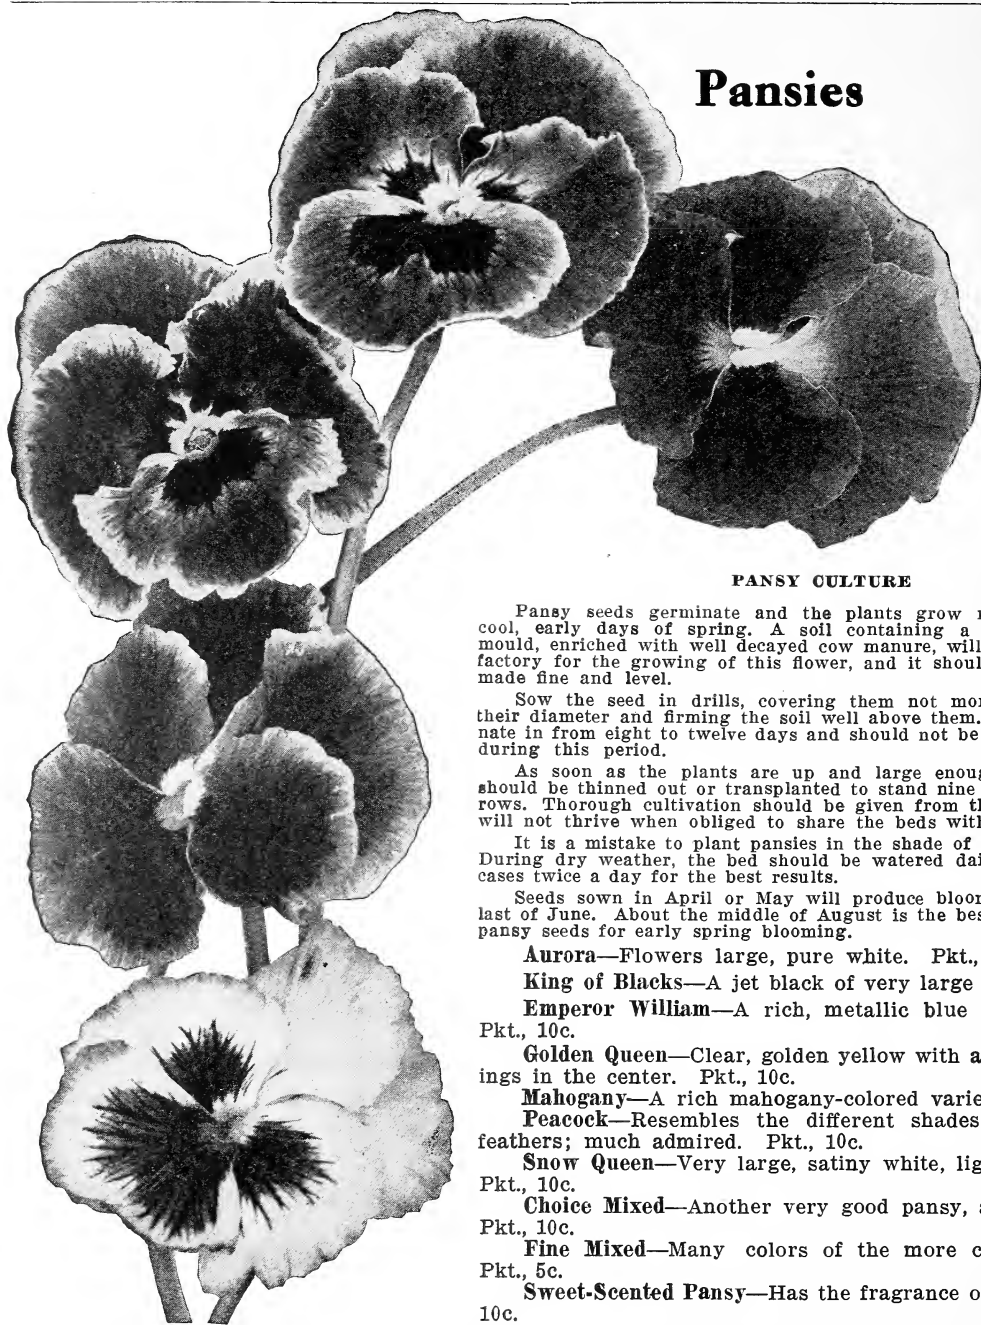 Pansies
PANSY CULTURE
Pansy seeds germinate and the plants grow
cool, early days of spring. A soil containing a
mould, enriched with well decayed cow manure, will
factory for the growing of this flower, and it shoul
made fine and level.
Sow the seed in drills, covering them not mor
their diameter and firming the soil well above them.
nate in from eight to twelve days and should not be
during this period.
As soon as the plants are up and large enoug
should be thinned out or transplanted to stand nine
rows. Thorough cultivation should be given from th
will not thrive when obliged to share the beds with
It is a mistake to plant pansies in the shade of
During dry weather, the bed should be watered dai
cases twice a day for the best results.
Seeds sown in April or May will produce bloom
last of June. About the middle of August is the bes
pansy seeds for early spring blooming.
Aurora—Flowers large, pure white. Pkt.,
King of Blacks—A jet black of very large
Emperor William—A rich, metallic blue
Pkt., 10c.
Golden Queen—Clear, golden yellow with a
ings in the center. Pkt., 10c.
Mahogany—A rich mahogany-colored varie
Peacock—Resembles the different shades
feathers; much admired. Pkt., 10c.
Snow Queen—Very large, satiny white, lig
Pkt., 10c.
Choice Mixed—Another very good pansy,
Pkt., 10c.
Fine Mixed—Many colors of the more c
Pkt., 5c.
Sweet-Scented Pansy—Has the fragrance o
10c.